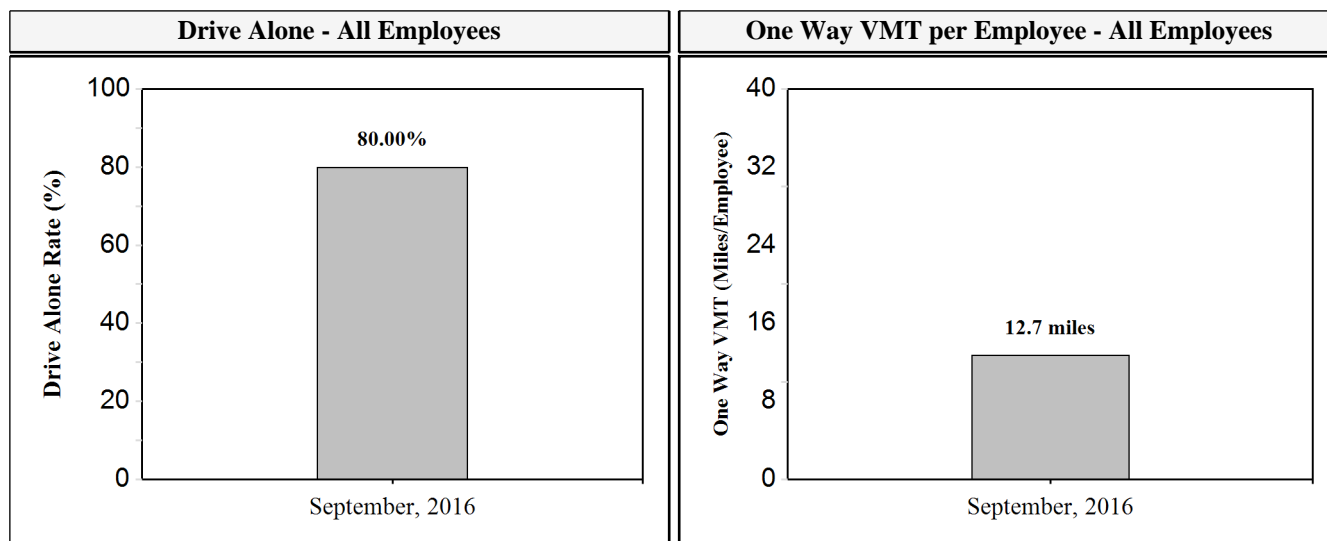 Drive Alone - All Employees
One Way VMT per Employee - All Employees
Drive Alone Rate (%)
100
80
60
40
20
0
80.00%
September, 2016
One Way VMT (Miles/Employee)
40
32
24
16
8
0
12.7 miles
September, 2016